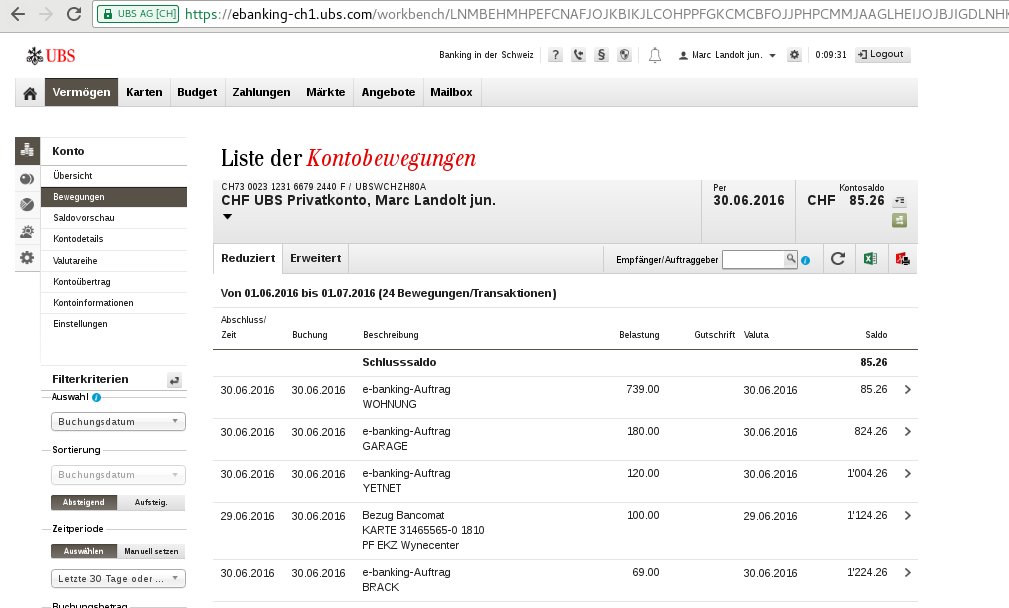 UBS AG [CH] https://ebanking-ch1.ubs.com/workbench/LNMBEHMHPEFCNAFJOJKBIKJLCOHPPFGKCMCBFOJJPHPCMMJAAGLHEIJOJBJIGDLNHK
UBS Banking in der Schweiz ? § Marc Landolt jun. 0:09:31 Logout
Vermögen Karten Budget Zahlungen Märkte Angebote Mailbox
Konto
Übersicht
Bewegungen
Saldovorschau
Kontodetails
Valutareihe
Kontoübertrag
Kontoinformationen
Einstellungen
Filterkriterien
Auswahl i
Buchungsdatum
Sortierung
Buchungsdatum
Absteigend Aufsteig.
Zeitperiode
Auswählen Manuell setzen
Letzte 30 Tage oder ...
Buchungsbetrag
Liste der Kontobewegungen
CH73 0023 1231 6679 2440 F / UBSWCHZH80A Per Kontosaldo
CHF UBS Privatkonto, Marc Landolt jun. 30.06.2016 CHF 85.26
Reduziert Erweitert Empfänger/Auftraggeber i
Von 01.06.2016 bis 01.07.2016 (24 Bewegungen/Transaktionen)
Abschluss/
Zeit Buchung Beschreibung Belastung Gutschrift Valuta Saldo
Schlusssaldo 85.26
30.06.2016 30.06.2016 e-banking-Auftrag 739.00 30.06.2016 85.26
WOHNUNG
30.06.2016 30.06.2016 e-banking-Auftrag 180.00 30.06.2016 824.26
GARAGE
30.06.2016 30.06.2016 e-banking-Auftrag 120.00 30.06.2016 1'004.26
YETNET
29.06.2016 30.06.2016 Bezug Bancomat 100.00 29.06.2016 1'124.26
KARTE 31465565-0 1810
PF EKZ Wynecenter
30.06.2016 30.06.2016 e-banking-Auftrag 69.00 30.06.2016 1'224.26
BRACK